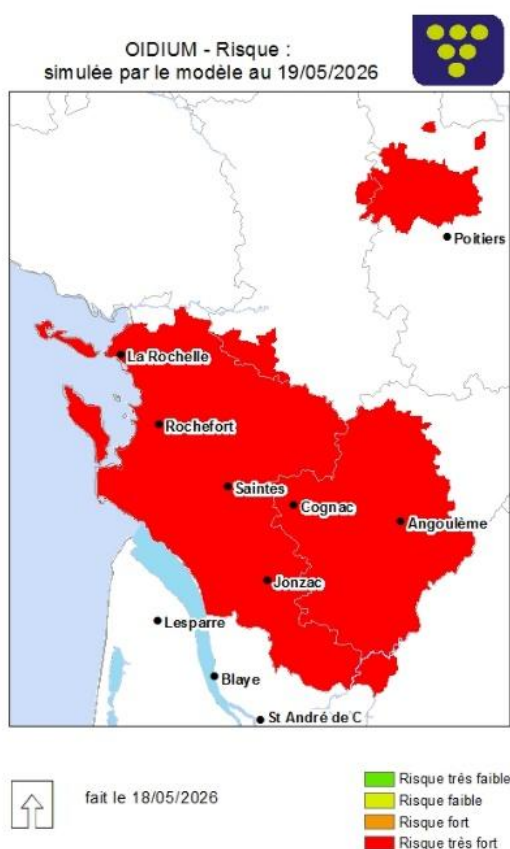 OIDIUM - Risque :
simulée par le modèle au 19/05/2026
Poitiers
La Rochelle
Rochefort
Saintes
Cognac
Angoulême
Jonzac
Lesparre
Blaye
St André de C
fait le 18/05/2026
Risque très faible
Risque faible
Risque fort
Risque très fort